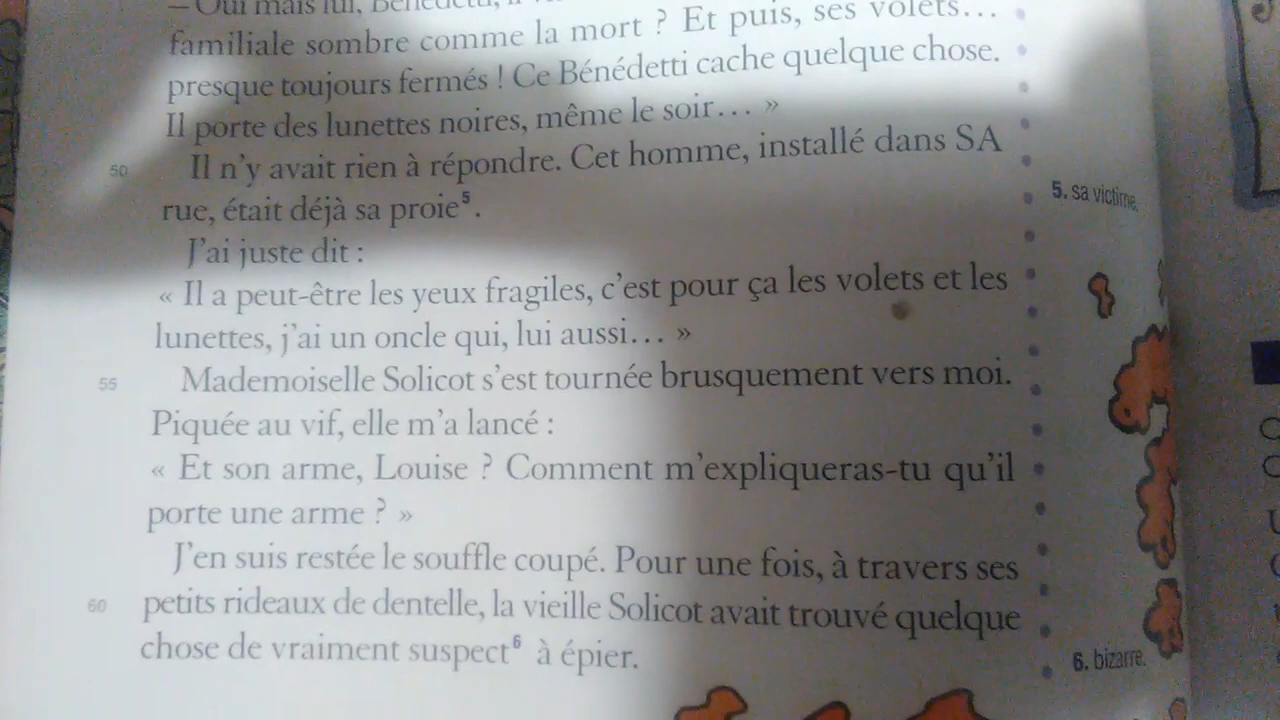 – Oui mais lui, Bénédetti, il
familiale sombre comme la mort ? Et puis, ses volets…
presque toujours fermés ! Ce Bénédetti cache quelque chose.
Il porte des lunettes noires, même le soir… »
50 Il n'y avait rien à répondre. Cet homme, installé dans SA
rue, était déjà sa proie⁵.
5. sa victime.
J'ai juste dit :
« Il a peut-être les yeux fragiles, c'est pour ça les volets et les
lunettes, j'ai un oncle qui, lui aussi… »
55 Mademoiselle Solicot s'est tournée brusquement vers moi.
Piquée au vif, elle m'a lancé :
« Et son arme, Louise ? Comment m'expliqueras-tu qu'il
porte une arme ? »
J'en suis restée le souffle coupé. Pour une fois, à travers ses
60 petits rideaux de dentelle, la vieille Solicot avait trouvé quelque
chose de vraiment suspect⁶ à épier.
6. bizarre.